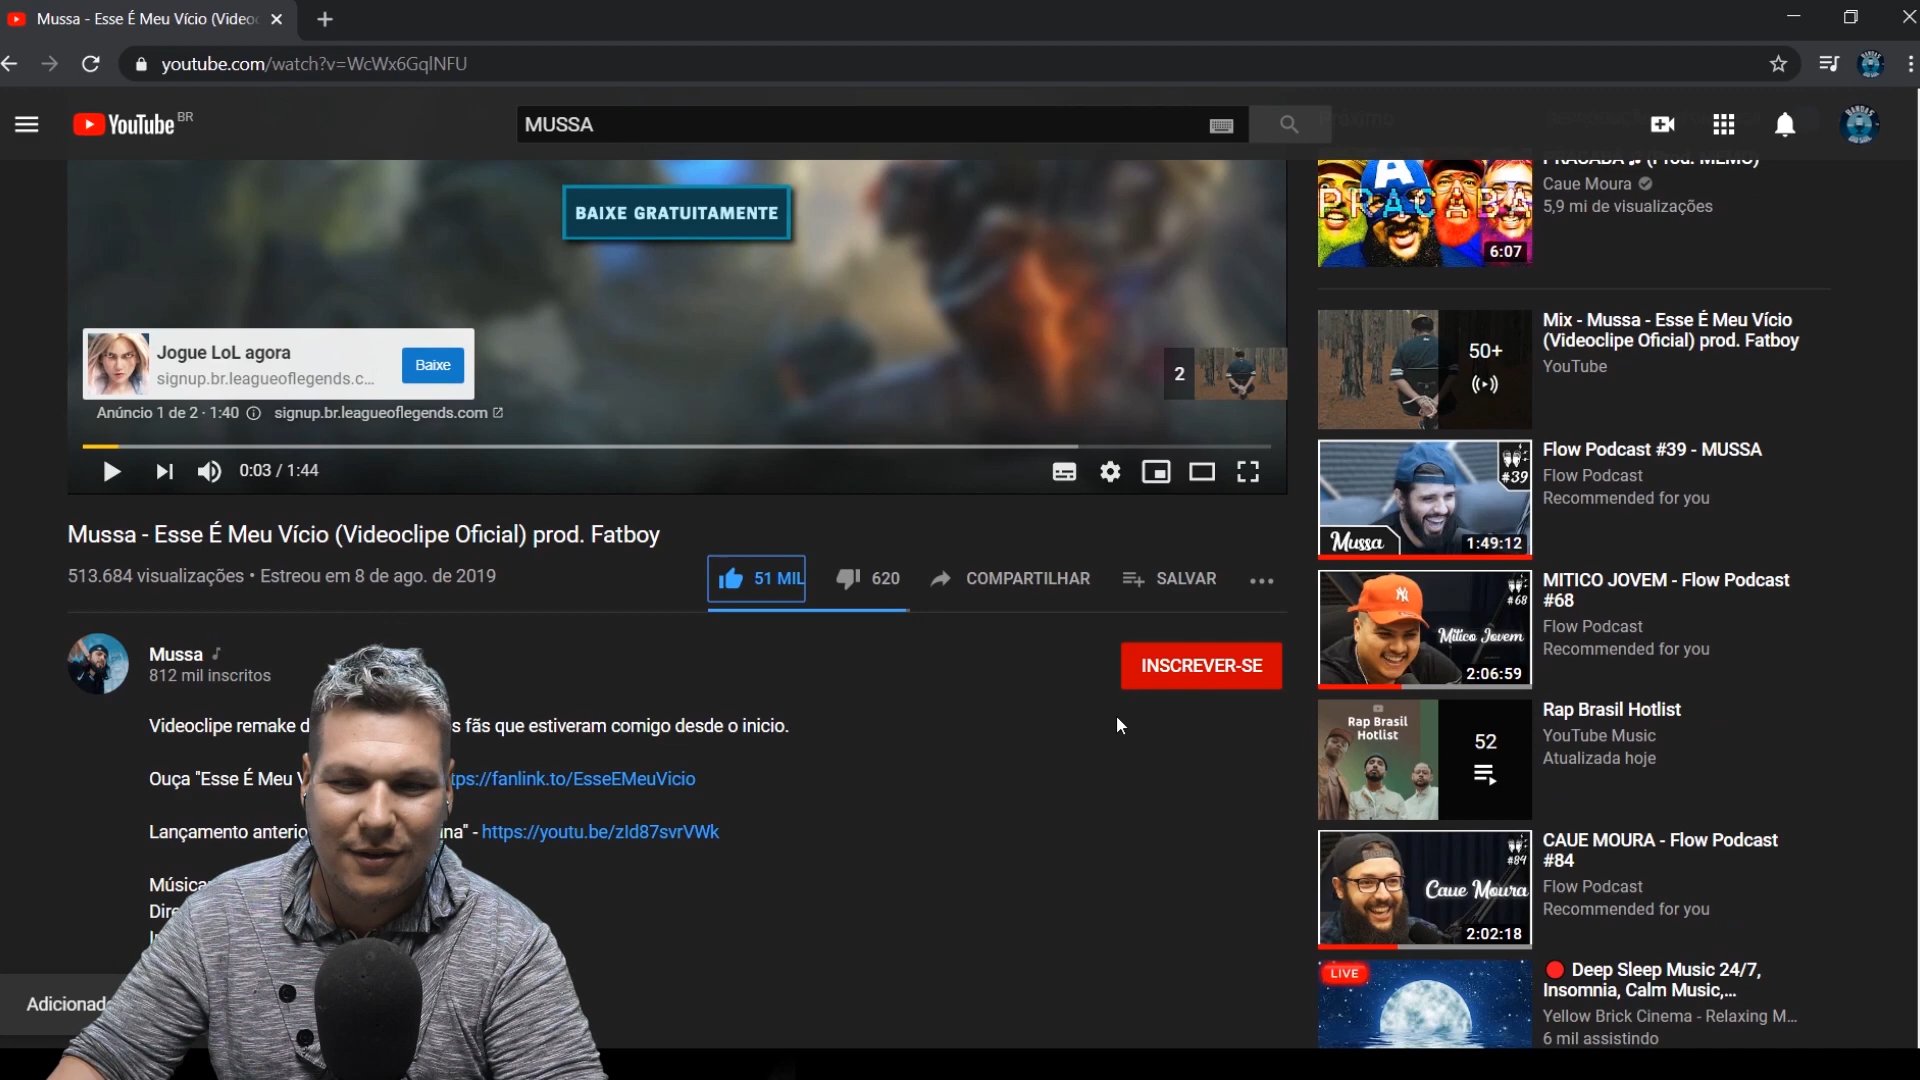 Mussa - Esse É Meu Vício (Videoc
youtube.com/watch?v=WcWx6GqlNFU
YouTube BR
MUSSA
Próximo
BAIXE GRATUITAMENTE
Jogue LoL agora
signup.br.leagueoflegends.c...
Baixe
Anúncio 1 de 2 · 1:40
signup.br.leagueoflegends.com
2
0:03 / 1:44
Mussa - Esse É Meu Vício (Videoclipe Oficial) prod. Fatboy
513.684 visualizações • Estreou em 8 de ago. de 2019
51 MIL
620
COMPARTILHAR
SALVAR
Mussa
812 mil inscritos
INSCREVER-SE
Videoclipe remake d
s fãs que estiveram comigo desde o inicio.
Ouça "Esse É Meu V
tps://fanlink.to/EsseEMeuVicio
Lançamento anterio
na" - https://youtu.be/zId87svrVWk
Música
Dire
Adicionad
PRACABÁ (Prod. MEMO)
Caue Moura
5,9 mi de visualizações
PRACABA
6:07
Mix - Mussa - Esse É Meu Vício
(Videoclipe Oficial) prod. Fatboy
YouTube
50+
Flow Podcast #39 - MUSSA
Flow Podcast
Recommended for you
#39
Mussa
1:49:12
MITICO JOVEM - Flow Podcast
#68
Flow Podcast
Recommended for you
#68
Mitico Jovem
2:06:59
Rap Brasil Hotlist
YouTube Music
Atualizada hoje
Rap Brasil
Hotlist
52
CAUE MOURA - Flow Podcast
#84
Flow Podcast
Recommended for you
#84
Caue Moura
2:02:18
Deep Sleep Music 24/7,
Insomnia, Calm Music,...
Yellow Brick Cinema - Relaxing M...
6 mil assistindo
LIVE